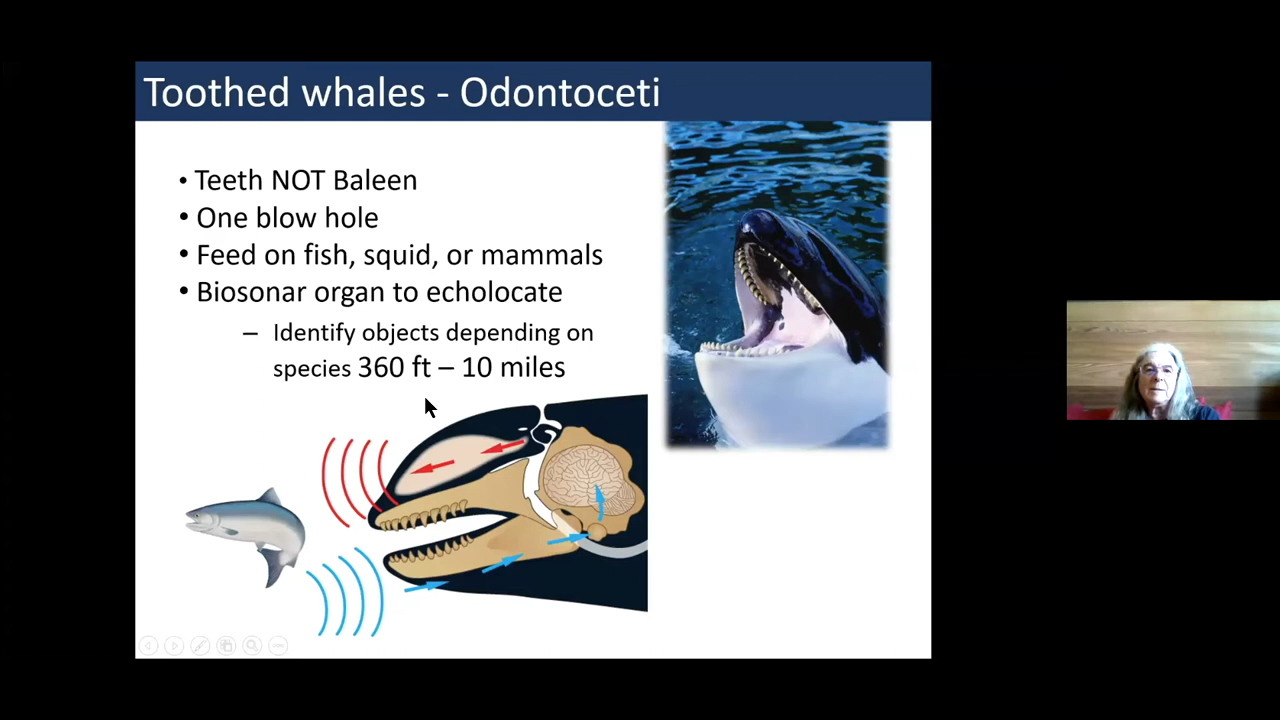 Toothed whales - Odontoceti
• Teeth NOT Baleen
• One blow hole
• Feed on fish, squid, or mammals
• Biosonar organ to echolocate
– Identify objects depending on
species 360 ft – 10 miles